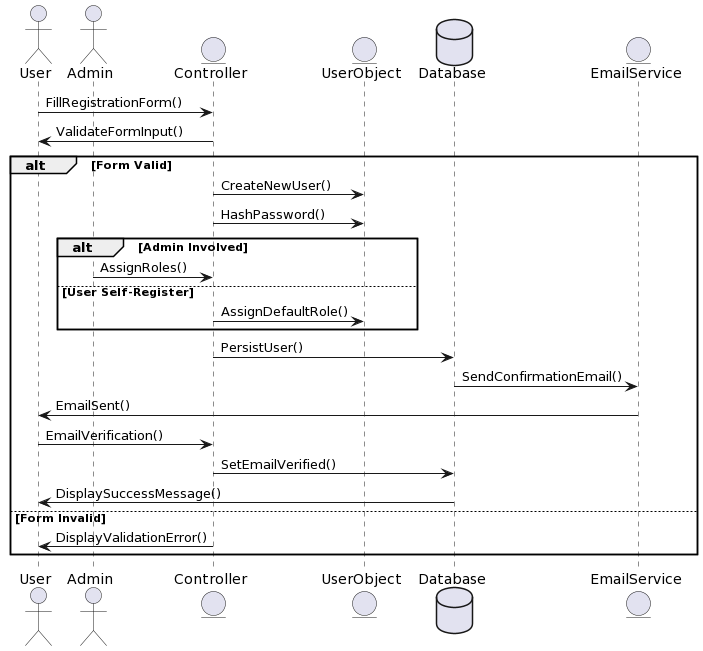 User Admin Controller UserObject Database EmailService
FillRegistrationForm()
ValidateFormInput()
alt [Form Valid]
CreateNewUser()
HashPassword()
alt [Admin Involved]
AssignRoles()
[User Self-Register]
AssignDefaultRole()
PersistUser()
SendConfirmationEmail()
EmailSent()
EmailVerification()
SetEmailVerified()
DisplaySuccessMessage()
[Form Invalid]
DisplayValidationError()
User Admin Controller UserObject Database EmailService